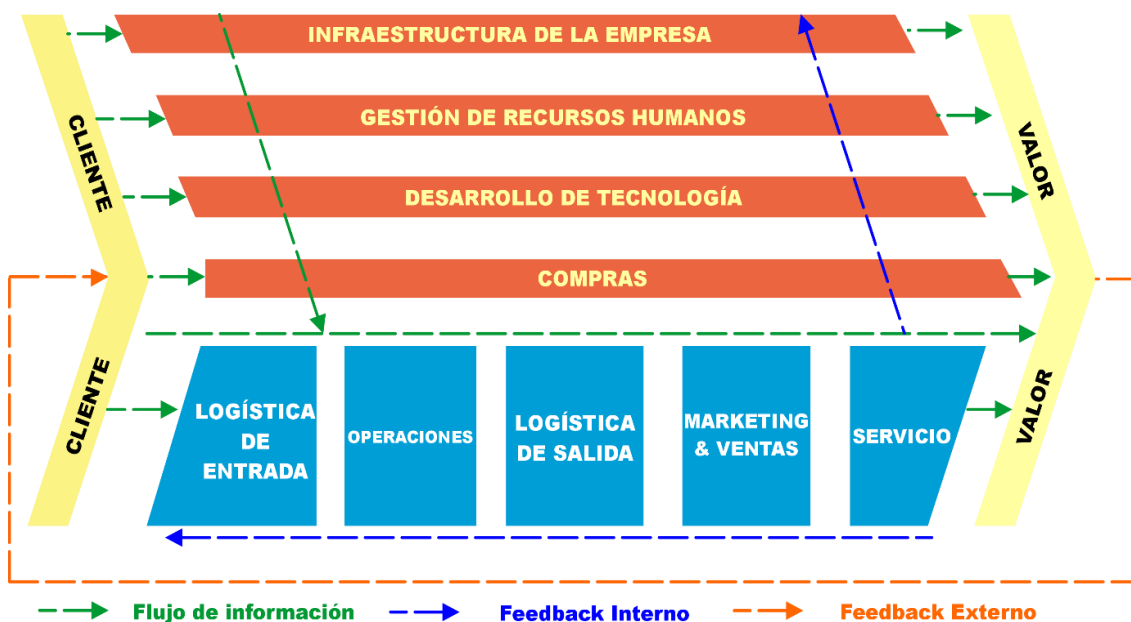 INFRAESTRUCTURA DE LA EMPRESA
GESTIÓN DE RECURSOS HUMANOS
DESARROLLO DE TECNOLOGÍA
COMPRAS
CLIENTE
VALOR
CLIENTE
LOGÍSTICA
DE
ENTRADA
OPERACIONES
LOGÍSTICA
DE SALIDA
MARKETING
& VENTAS
SERVICIO
VALOR
Flujo de información
Feedback Interno
Feedback Externo